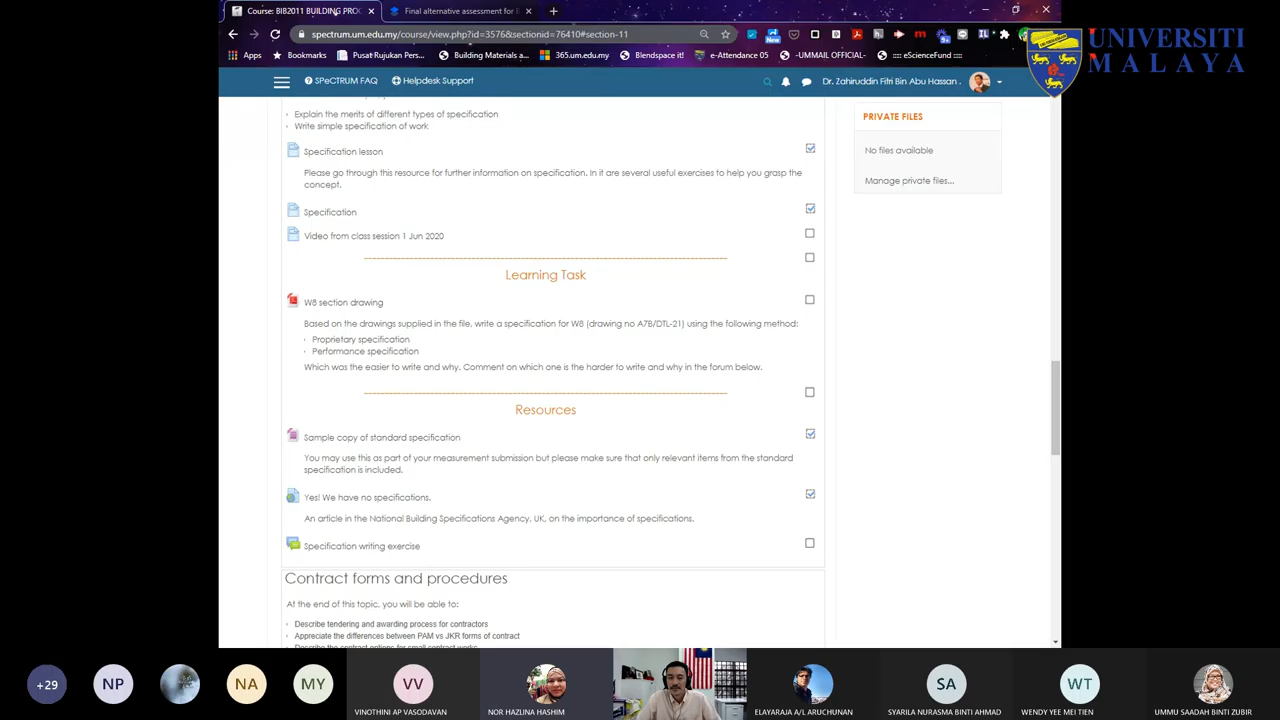 Course: BIB2011 BUILDING PROC
Final alternative assessment for B
spectrum.um.edu.my/course/view.php?id=3576&sectionid=76410#section-11
New
UNIVERSITI
MALAYA
Apps
Bookmarks
Pusat Rujukan Persu...
Building Materials a...
365.um.edu.my
Blendspace it!
e-Attendance 05
-UMMAIL OFFICIAL-
:::: eScienceFund ::::
SPeCTRUM FAQ
Helpdesk Support
Dr. Zahiruddin Fitri Bin Abu Hassan .
Explain the merits of different types of specification
Write simple specification of work
PRIVATE FILES
No files available
Manage private files...
Specification lesson
Please go through this resource for further information on specification. In it are several useful exercises to help you grasp the
concept.
Specification
Video from class session 1 Jun 2020
Learning Task
W8 section drawing
Based on the drawings supplied in the file, write a specification for W8 (drawing no A7B/DTL-21) using the following method:
Proprietary specification
Performance specification
Which was the easier to write and why. Comment on which one is the harder to write and why in the forum below.
Resources
Sample copy of standard specification
You may use this as part of your measurement submission but please make sure that only relevant items from the standard
specification is included.
Yes! We have no specifications.
An article in the National Building Specifications Agency, UK, on the importance of specifications.
Specification writing exercise
Contract forms and procedures
At the end of this topic, you will be able to:
Describe tendering and awarding process for contractors
Appreciate the differences between PAM vs JKR forms of contract
Describe the contract options for small contract works
+29
NP
NA
MY
VV
SA
WT
VINOTHINI AP VASODAVAN
NOR HAZLINA HASHIM
ELAYARAJA A/L ARUCHUNAN
SYARILA NURASMA BINTI AHMAD
WENDY YEE MEI TIEN
UMMU SAADAH BINTI ZUBIR